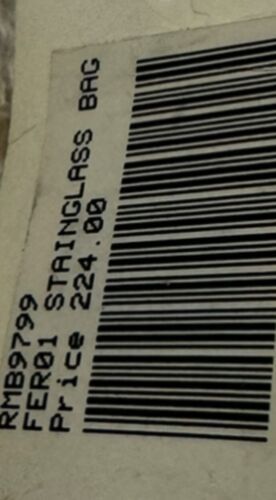 RMB9799
FER01 STAINGLASS BAG
Price 224.00